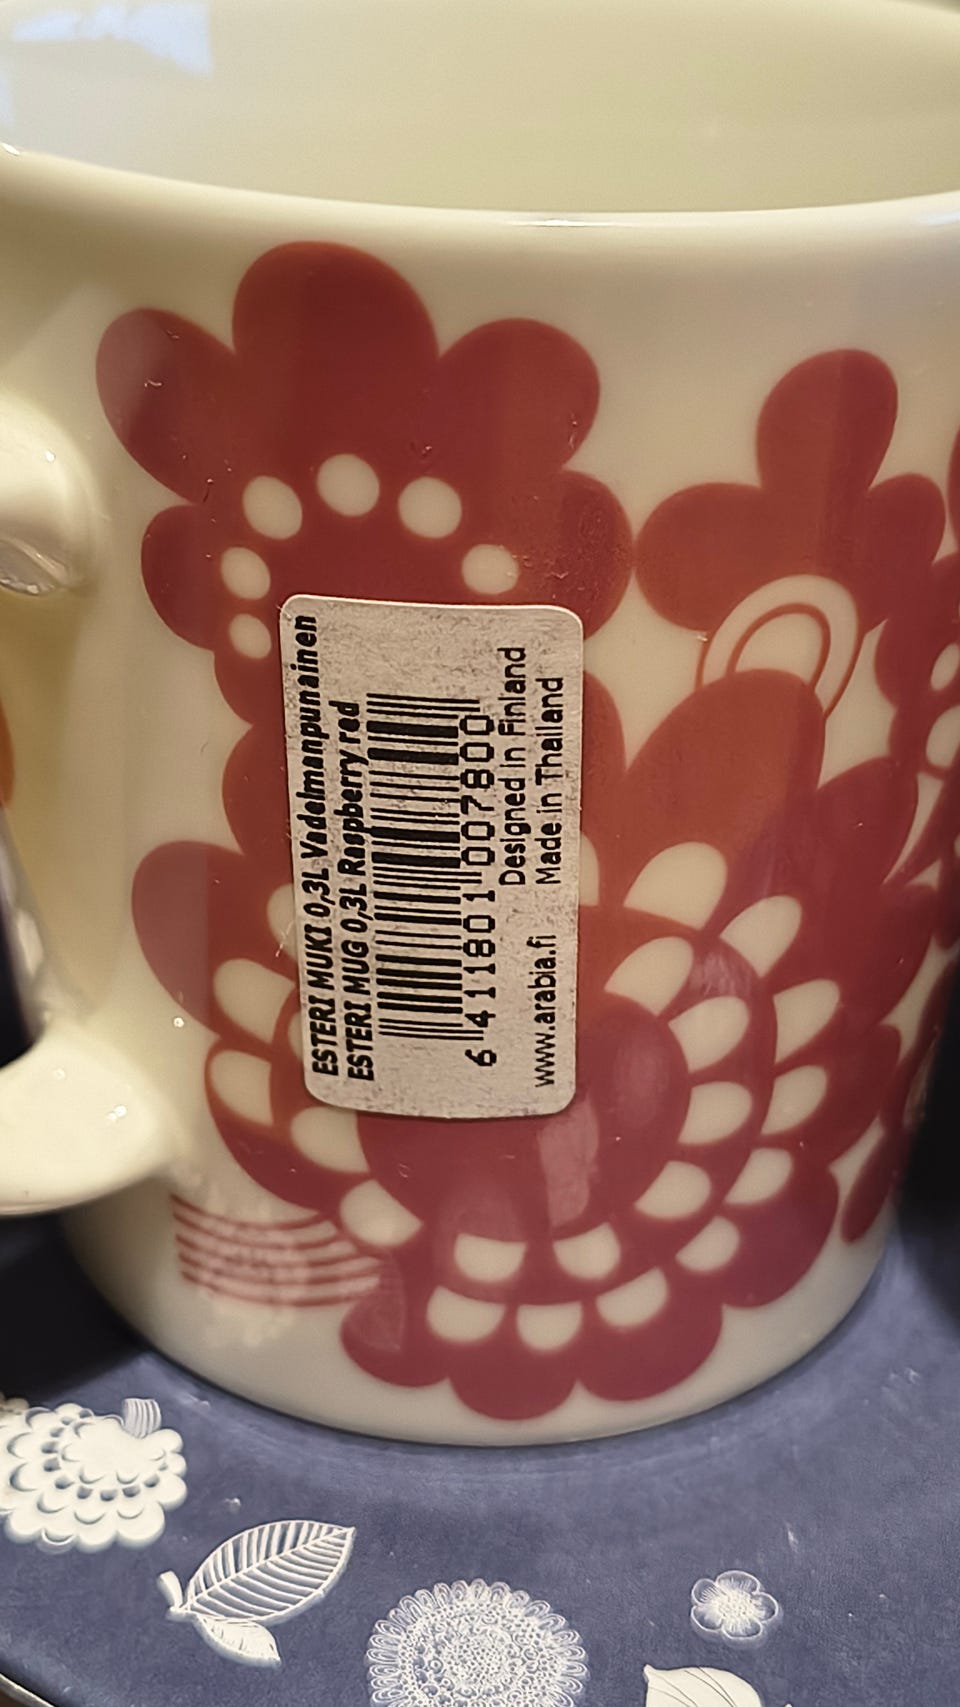 ESTERI MUKI 0,3L Vadelmanpunainen
ESTERI MUG 0,3L Raspberry red
6 411801 007800
Designed in Finland
www.arabia.fi Made in Thailand